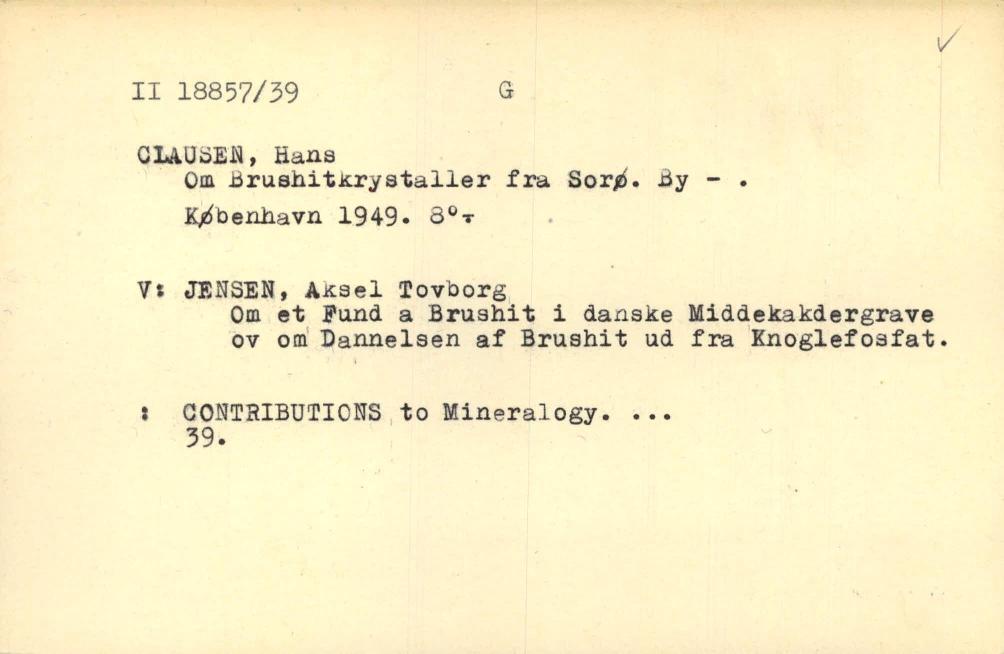 II 18857/39 G
CLAUSEN, Hans
Om Brushitkrystaller fra Sorø. By - .
København 1949. 8°.
V: JENSEN, Aksel Tovborg
Om et Fund a Brushit i danske Middekakdergrave
ov om Dannelsen af Brushit ud fra Knoglefosfat.
: CONTRIBUTIONS to Mineralogy. ...
39.